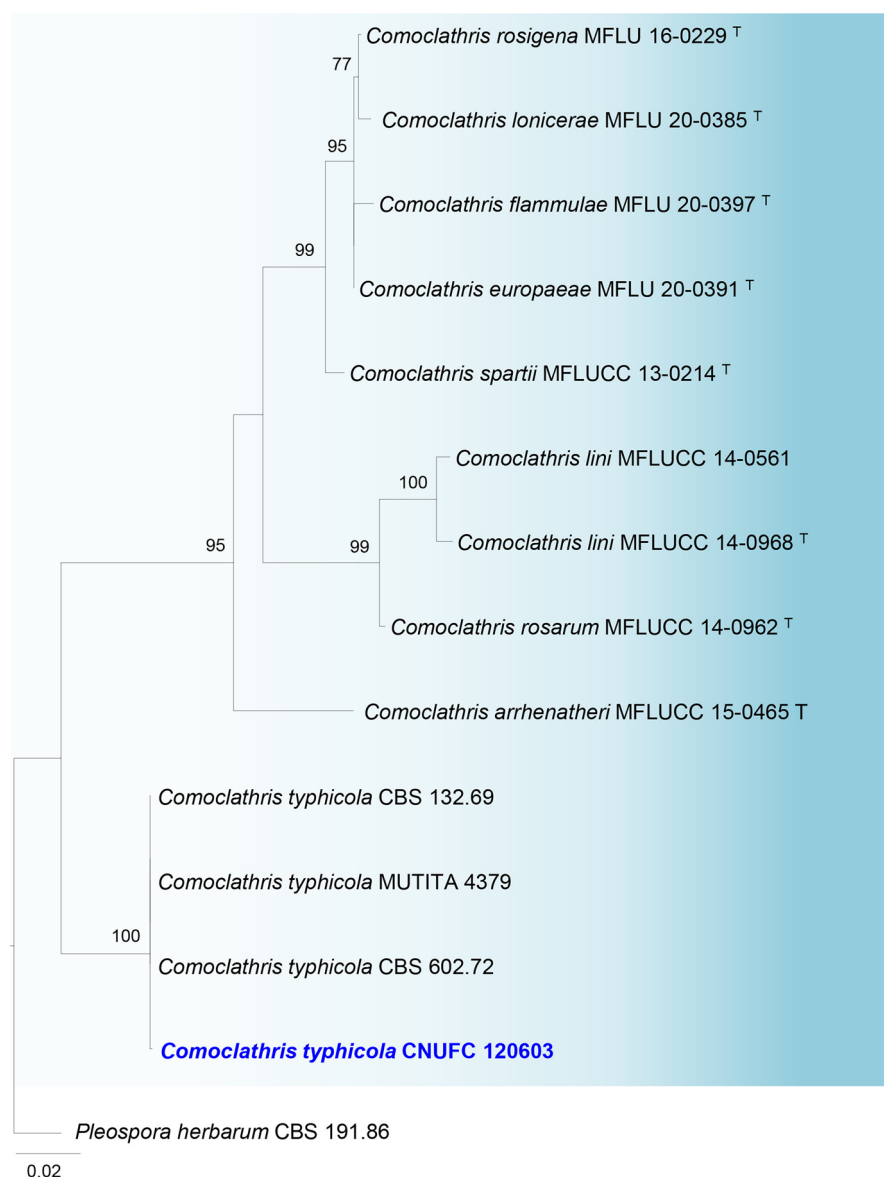 Comoclathris rosigena MFLU 16-0229 T
77
Comoclathris lonicerae MFLU 20-0385 T
95
Comoclathris flammulae MFLU 20-0397 T
99
Comoclathris europaeae MFLU 20-0391 T
Comoclathris spartii MFLUCC 13-0214 T
Comoclathris lini MFLUCC 14-0561
100
Comoclathris lini MFLUCC 14-0968 T
95
99
Comoclathris rosarum MFLUCC 14-0962 T
Comoclathris arrhenatheri MFLUCC 15-0465 T
Comoclathris typhicola CBS 132.69
Comoclathris typhicola MUTITA 4379
100
Comoclathris typhicola CBS 602.72
Comoclathris typhicola CNUFC 120603
Pleospora herbarum CBS 191.86
0.02